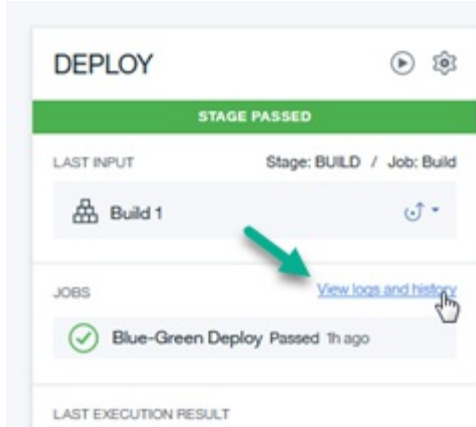 DEPLOY
STAGE PASSED
LAST INPUT Stage: BUILD / Job: Build
Build 1
JOBS View logs and history
Blue-Green Deploy Passed 1h ago
LAST EXECUTION RESULT